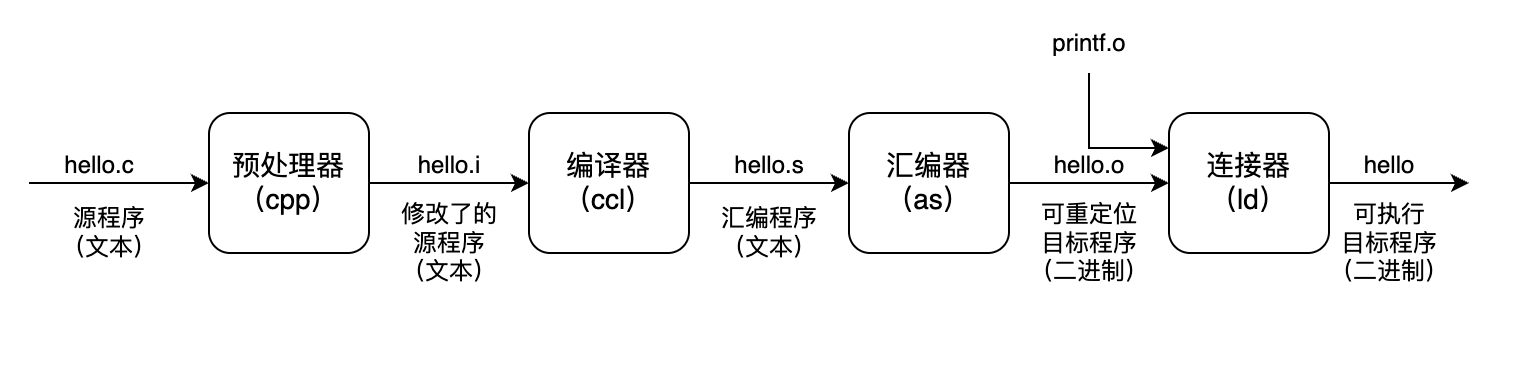 printf.o
hello.c
源程序
（文本）
预处理器
（cpp）
hello.i
修改了的
源程序
（文本）
编译器
（ccl）
hello.s
汇编程序
（文本）
汇编器
（as）
hello.o
可重定位
目标程序
（二进制）
连接器
（ld）
hello
可执行
目标程序
（二进制）